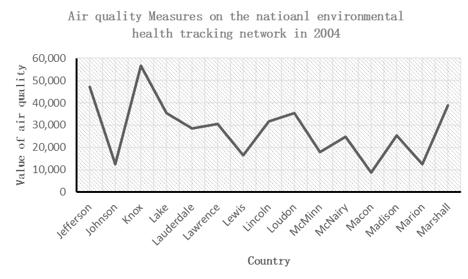 Air quality Measures on the natioanl environmental
health tracking network in 2004
Value of air quality
60,000
50,000
40,000
30,000
20,000
10,000
0
Jefferson
Johnson
Knox
Lake
Lauderdale
Lawrence
Lewis
Lincoln
Loudon
McMinn
McNairy
Macon
Madison
Marion
Marshall
Country